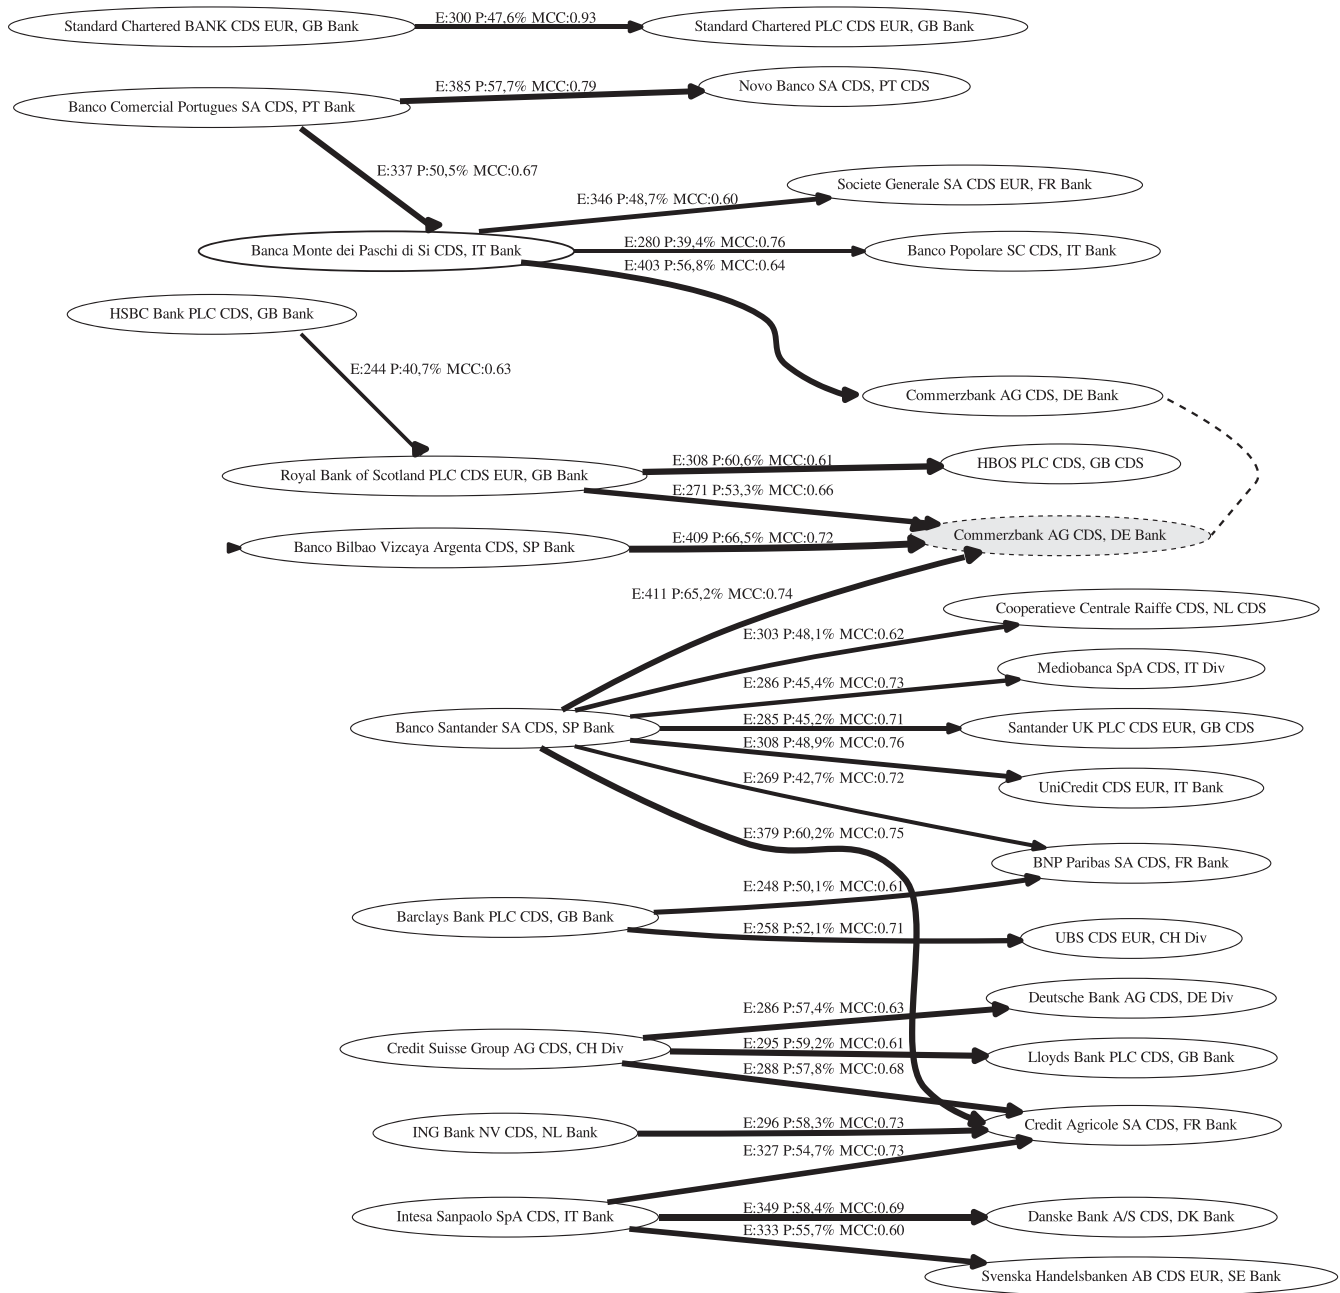 Standard Chartered BANK CDS EUR, GB Bank
E:300 P:47,6% MCC:0.93
Standard Chartered PLC CDS EUR, GB Bank
Banco Comercial Portugues SA CDS, PT Bank
E:385 P:57,7% MCC:0.79
Novo Banco SA CDS, PT CDS
E:337 P:50,5% MCC:0.67
E:346 P:48,7% MCC:0.60
Societe Generale SA CDS EUR, FR Bank
Banca Monte dei Paschi di Si CDS, IT Bank
E:280 P:39,4% MCC:0.76
Banco Popolare SC CDS, IT Bank
E:403 P:56,8% MCC:0.64
HSBC Bank PLC CDS, GB Bank
E:244 P:40,7% MCC:0.63
Commerzbank AG CDS, DE Bank
Royal Bank of Scotland PLC CDS EUR, GB Bank
E:308 P:60,6% MCC:0.61
HBOS PLC CDS, GB CDS
E:271 P:53,3% MCC:0.66
Banco Bilbao Vizcaya Argenta CDS, SP Bank
E:409 P:66,5% MCC:0.72
Commerzbank AG CDS, DE Bank
E:411 P:65,2% MCC:0.74
E:303 P:48,1% MCC:0.62
Cooperatieve Centrale Raiffe CDS, NL CDS
E:286 P:45,4% MCC:0.73
Mediobanca SpA CDS, IT Div
Banco Santander SA CDS, SP Bank
E:285 P:45,2% MCC:0.71
Santander UK PLC CDS EUR, GB CDS
E:308 P:48,9% MCC:0.76
UniCredit CDS EUR, IT Bank
E:269 P:42,7% MCC:0.72
E:379 P:60,2% MCC:0.75
BNP Paribas SA CDS, FR Bank
E:248 P:50,1% MCC:0.61
Barclays Bank PLC CDS, GB Bank
E:258 P:52,1% MCC:0.71
UBS CDS EUR, CH Div
E:286 P:57,4% MCC:0.63
Deutsche Bank AG CDS, DE Div
Credit Suisse Group AG CDS, CH Div
E:295 P:59,2% MCC:0.61
Lloyds Bank PLC CDS, GB Bank
E:288 P:57,8% MCC:0.68
ING Bank NV CDS, NL Bank
E:296 P:58,3% MCC:0.73
Credit Agricole SA CDS, FR Bank
E:327 P:54,7% MCC:0.73
Intesa Sanpaolo SpA CDS, IT Bank
E:349 P:58,4% MCC:0.69
Danske Bank A/S CDS, DK Bank
E:333 P:55,7% MCC:0.60
Svenska Handelsbanken AB CDS EUR, SE Bank